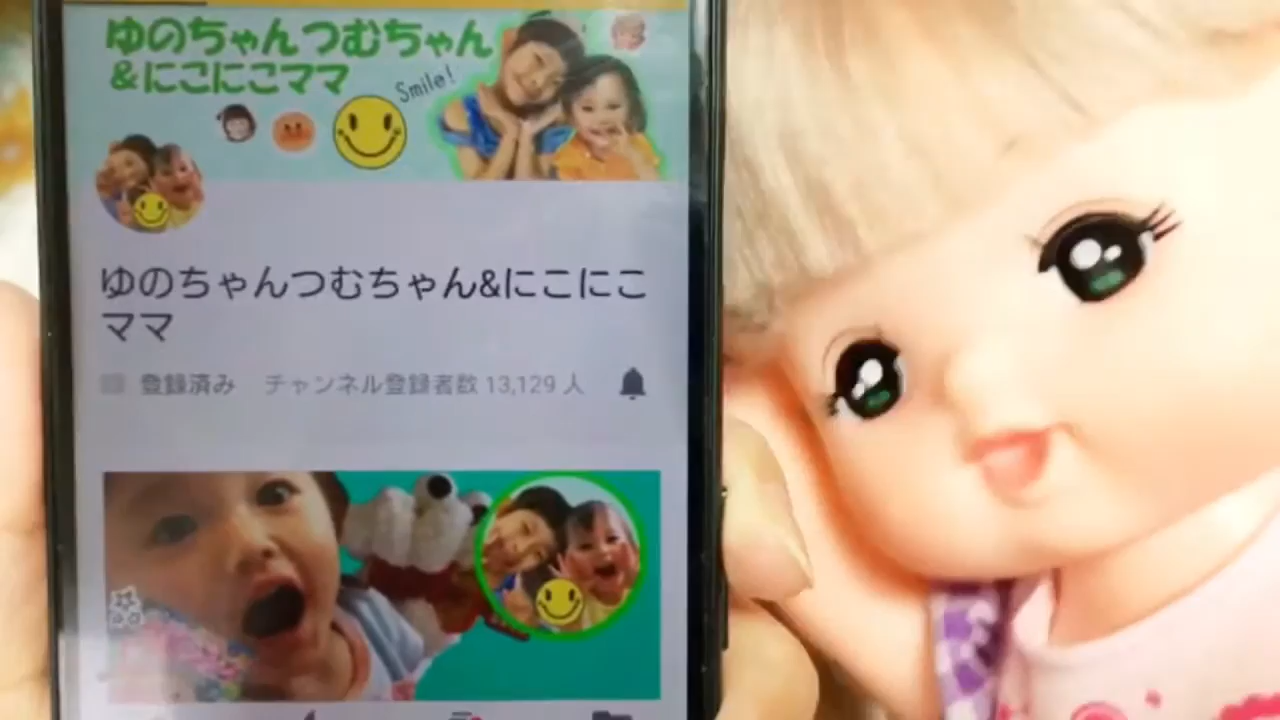 ゆのちゃんつむちゃん
&にこにこママ
Smile!
ゆのちゃんつむちゃん&にこにこ
ママ
登録済み チャンネル登録者数 13,129 人